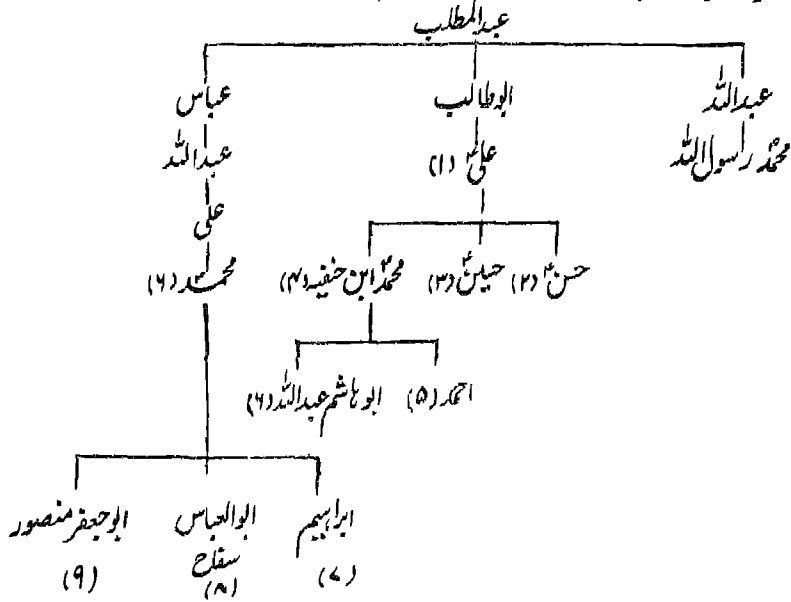 عبدالمطلب
عبداللہ ابوطالب عباس
محمدؐ رسول اللہ علیؑ (۱) عبداللہ
علی
حسنؑ (۲) حسینؑ (۳) محمدؑ ابن حنفیہ (۴) محمدؑ (۶)
احمد (۵) ابوہاشم عبداللہ (۶)
ابراہیم ابوالعباس ابوجعفر منصور
سفاح
(۷) (۸) (۹)